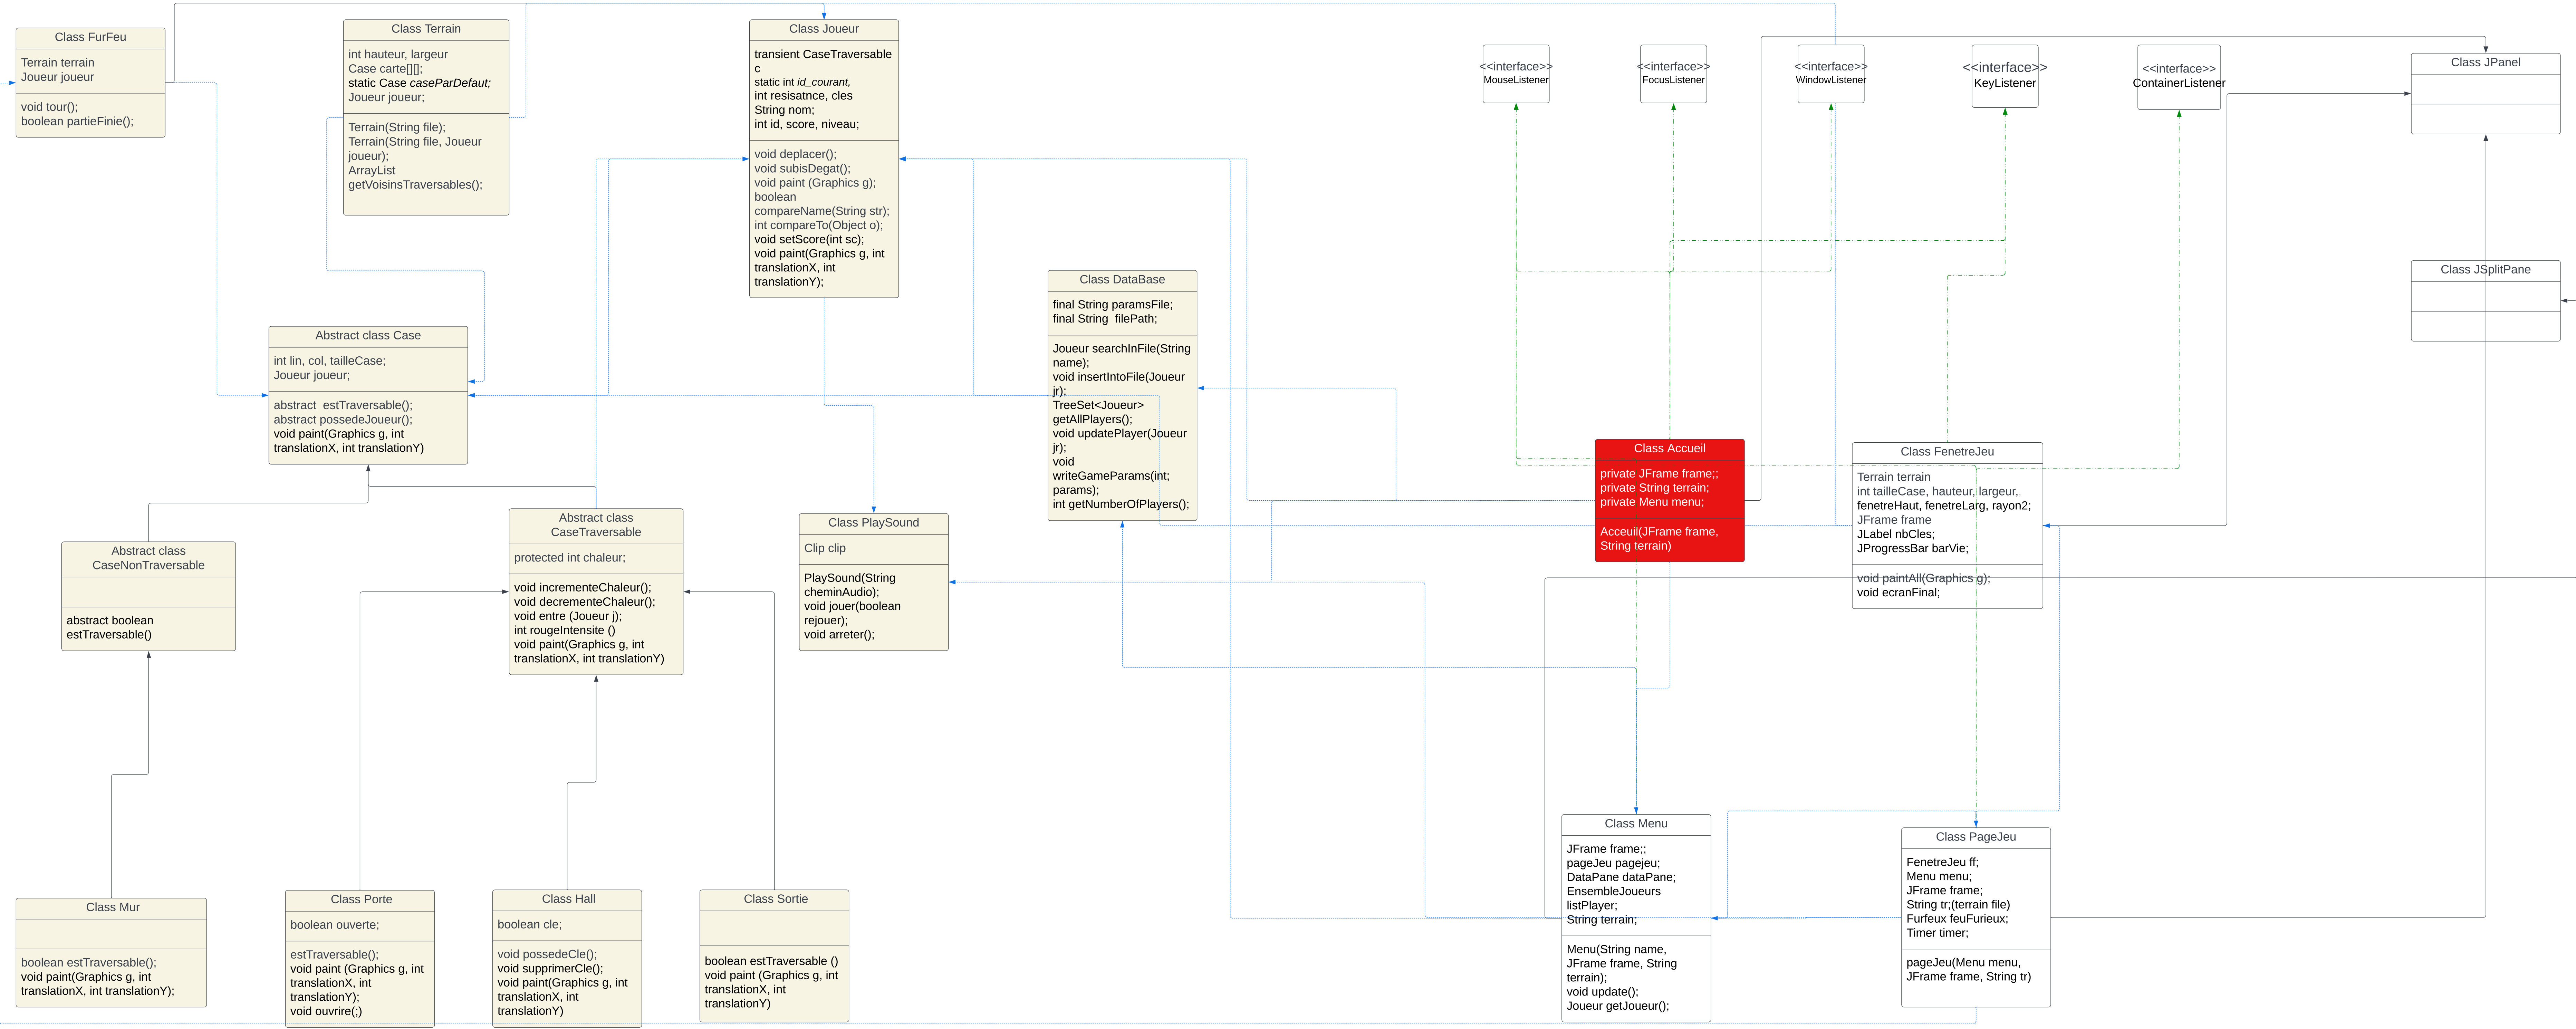 Class FurFeu
Terrain terrain
Joueur joueur
void tour();
boolean partieFinie();
Class Terrain
int hauteur, largeur
Case carte[][];
static Case caseParDefaut;
Joueur joueur;
Terrain(String file);
Terrain(String file, Joueur
joueur);
ArrayList
getVoisinsTraversables();
Class Joueur
transient CaseTraversable
c
static int id_courant,
int resisatnce, cles
String nom;
int id, score, niveau;
void deplacer();
void subisDegat();
void paint (Graphics g);
boolean
compareName(String str);
int compareTo(Object o);
void setScore(int sc);
void paint(Graphics g, int
translationX, int
translationY);
<<interface>>
MouseListener
<<interface>>
FocusListener
<<interface>>
WindowListener
<<interface>>
KeyListener
<<interface>>
ContainerListener
Class JPanel
Class JSplitPane
Class DataBase
final String paramsFile;
final String  filePath;
Joueur searchInFile(String
name);
void insertIntoFile(Joueur
jr);
TreeSet<Joueur>
getAllPlayers();
void updatePlayer(Joueur
jr);
void
writeGameParams(int;
params);
int getNumberOfPlayers();
Abstract class Case
int lin, col, tailleCase;
Joueur joueur;
abstract  estTraversable();
abstract possedeJoueur();
void paint(Graphics g, int
translationX, int translationY)
Class Accueil
private JFrame frame;;
private String terrain;
private Menu menu;
Acceuil(JFrame frame,
String terrain)
Class FenetreJeu
Terrain terrain
int tailleCase, hauteur, largeur,
fenetreHaut, fenetreLarg, rayon2;
JFrame frame
JLabel nbCles;
JProgressBar barVie;
void paintAll(Graphics g);
void ecranFinal;
Abstract class
CaseNonTraversable
abstract boolean
estTraversable()
Abstract class
CaseTraversable
protected int chaleur;
void incrementeChaleur();
void decrementeChaleur();
void entre (Joueur j);
int rougeIntensite ()
void paint(Graphics g, int
translationX, int translationY)
Class PlaySound
Clip clip
PlaySound(String
cheminAudio);
void jouer(boolean
rejouer);
void arreter();
Class Menu
JFrame frame;;
pageJeu pagejeu;
DataPane dataPane;
EnsembleJoueurs
listPlayer;
String terrain;
Menu(String name,
JFrame frame, String
terrain);
void update();
Joueur getJoueur();
Class PageJeu
FenetreJeu ff;
Menu menu;
JFrame frame;
String tr;(terrain file)
Furfeux feuFurieux;
Timer timer;
pageJeu(Menu menu,
JFrame frame, String tr)
Class Mur
boolean estTraversable();
void paint(Graphics g, int
translationX, int translationY);
Class Porte
boolean ouverte;
estTraversable();
void paint (Graphics g, int
translationX, int
translationY);
void ouvrire(;)
Class Hall
boolean cle;
void possedeCle();
void supprimerCle();
void paint(Graphics g, int
translationX, int
translationY)
Class Sortie
boolean estTraversable ()
void paint (Graphics g, int
translationX, int
translationY)